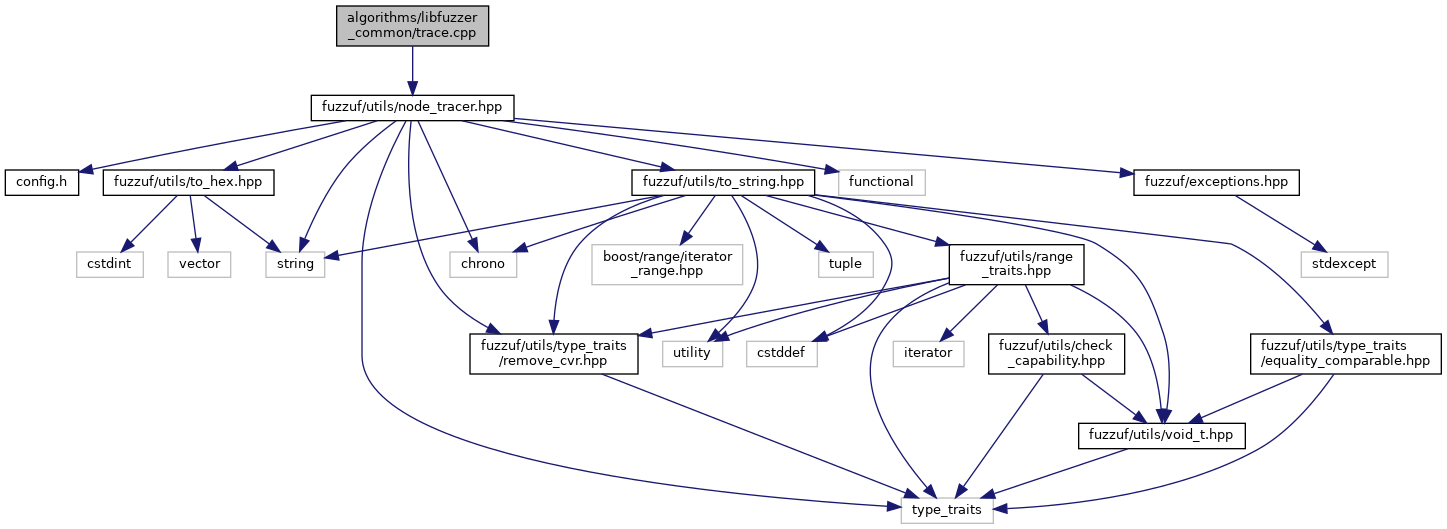 algorithms/libfuzzer
_common/trace.cpp
fuzzuf/utils/node_tracer.hpp
config.h
fuzzuf/utils/to_hex.hpp
fuzzuf/utils/to_string.hpp
functional
fuzzuf/exceptions.hpp
cstdint
vector
string
chrono
boost/range/iterator
_range.hpp
tuple
fuzzuf/utils/range
_traits.hpp
stdexcept
fuzzuf/utils/type_traits
/remove_cvr.hpp
utility
cstddef
iterator
fuzzuf/utils/check
_capability.hpp
fuzzuf/utils/type_traits
/equality_comparable.hpp
fuzzuf/utils/void_t.hpp
type_traits